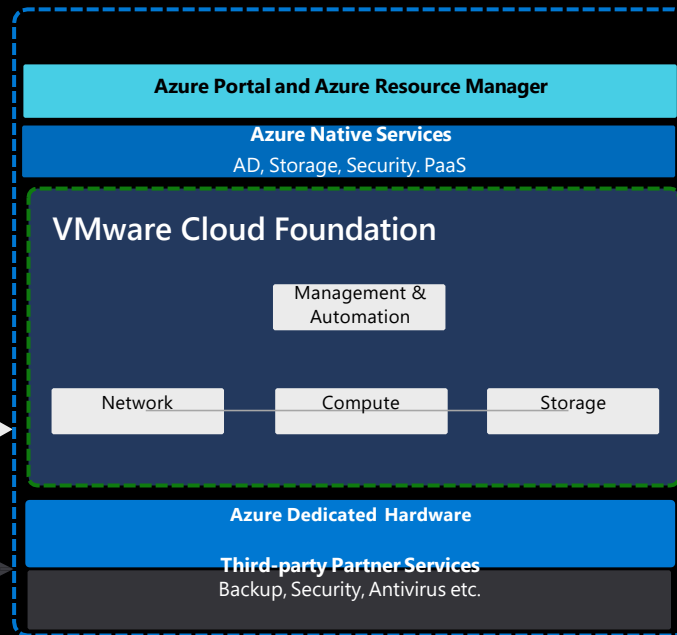 Azure Portal and Azure Resource Manager
Azure Native Services
AD, Storage, Security. PaaS
VMware Cloud Foundation
Management &
Automation
Network
Compute
Storage
Azure Dedicated Hardware
Third-party Partner Services
Backup, Security, Antivirus etc.